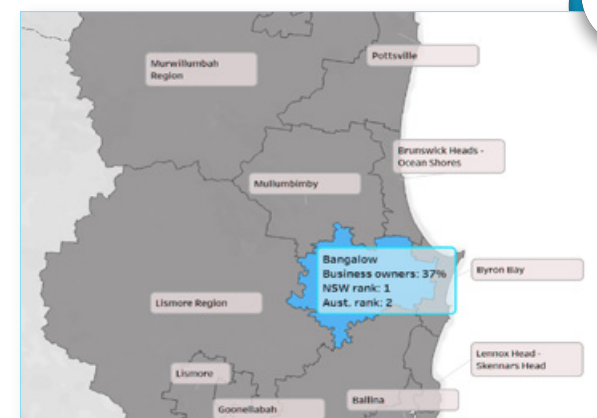 Pottsville
Murwillumbah
Region
Brunswick Heads -
Ocean Shores
Mullumbimby
Bangalow
Business owners: 37%
NSW rank: 1
Aust. rank: 2
Byron Bay
Lismore Region
Lennox Head -
Skennars Head
Lismore
Ballina
Goonellabah